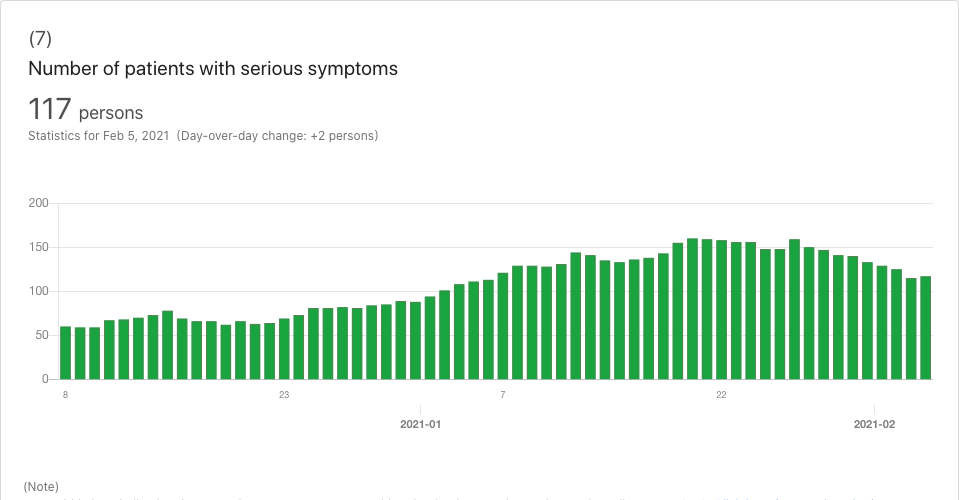 (7)
Number of patients with serious symptoms
117 persons
Statistics for Feb 5, 2021 (Day-over-day change: +2 persons)
200
150
100
50
0
8 23 7 22
2021-01 2021-02
(Note)